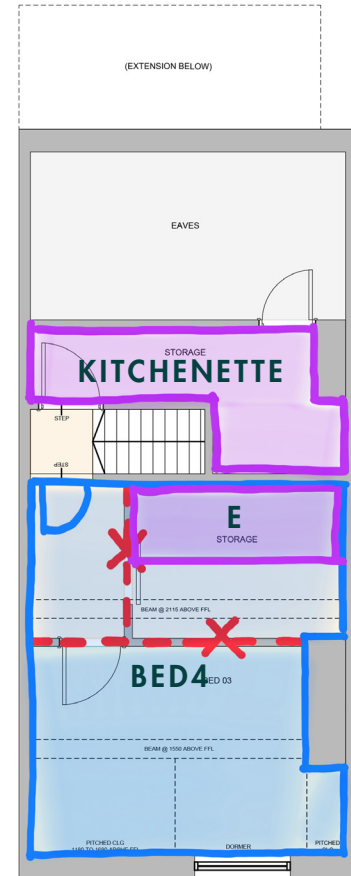 (EXTENSION BELOW)
EAVES
STORAGE
KITCHENETTE
STEP
STEP
E
STORAGE
BEAM @ 2115 ABOVE FFL
BED4
BED 03
BEAM @ 1550 ABOVE FFL
PITCHED CLG
DORMER
PITCHED